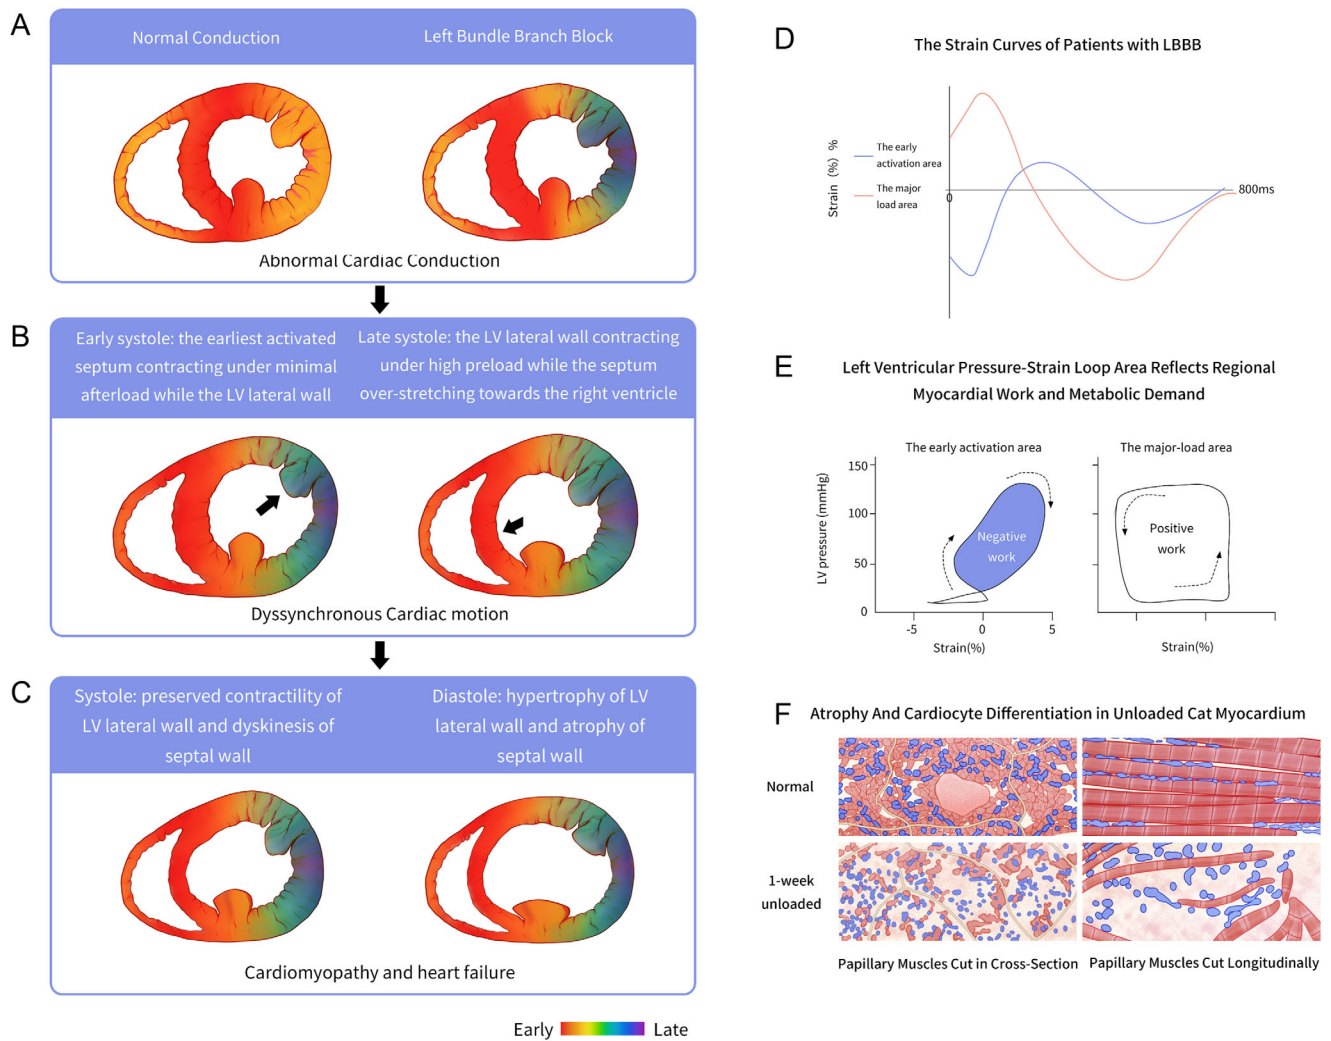 A
Normal Conduction
Left Bundle Branch Block
Abnormal Cardiac Conduction
B
Early systole: the earliest activated
septum contracting under minimal
afterload while the LV lateral wall
Late systole: the LV lateral wall contracting
under high preload while the septum
over-stretching towards the right ventricle
Dyssynchronous Cardiac motion
C
Systole: preserved contractility of
LV lateral wall and dyskinesis of
septal wall
Diastole: hypertrophy of LV
lateral wall and atrophy of
septal wall
Cardiomyopathy and heart failure
Early
Late
D
The Strain Curves of Patients with LBBB
Strain (%) %
The early
activation area
The major
load area
0
800ms
E
Left Ventricular Pressure-Strain Loop Area Reflects Regional
Myocardial Work and Metabolic Demand
The early activation area
The major-load area
LV pressure (mmHg)
150
100
50
0
Negative
work
Positive
work
-5
0
5
Strain(%)
Strain(%)
F
Atrophy And Cardiocyte Differentiation in Unloaded Cat Myocardium
Normal
1-week
unloaded
Papillary Muscles Cut in Cross-Section
Papillary Muscles Cut Longitudinally